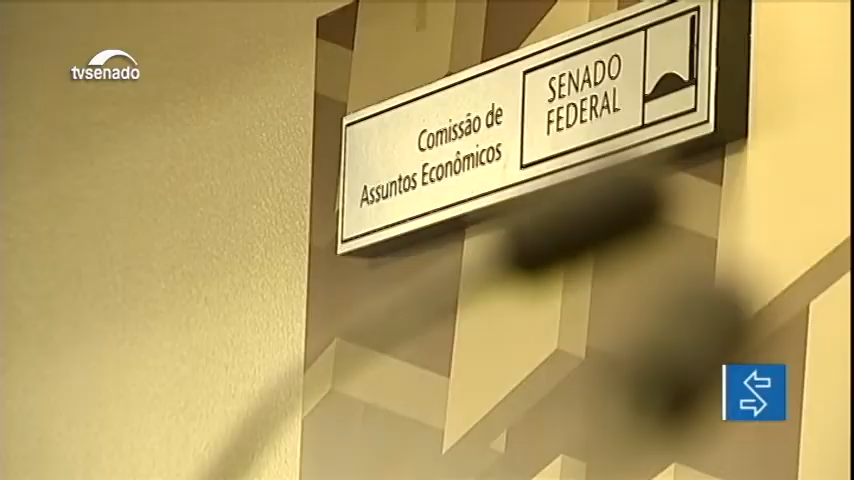 tvsenado
Comissão de
Assuntos Econômicos
SENADO
FEDERAL